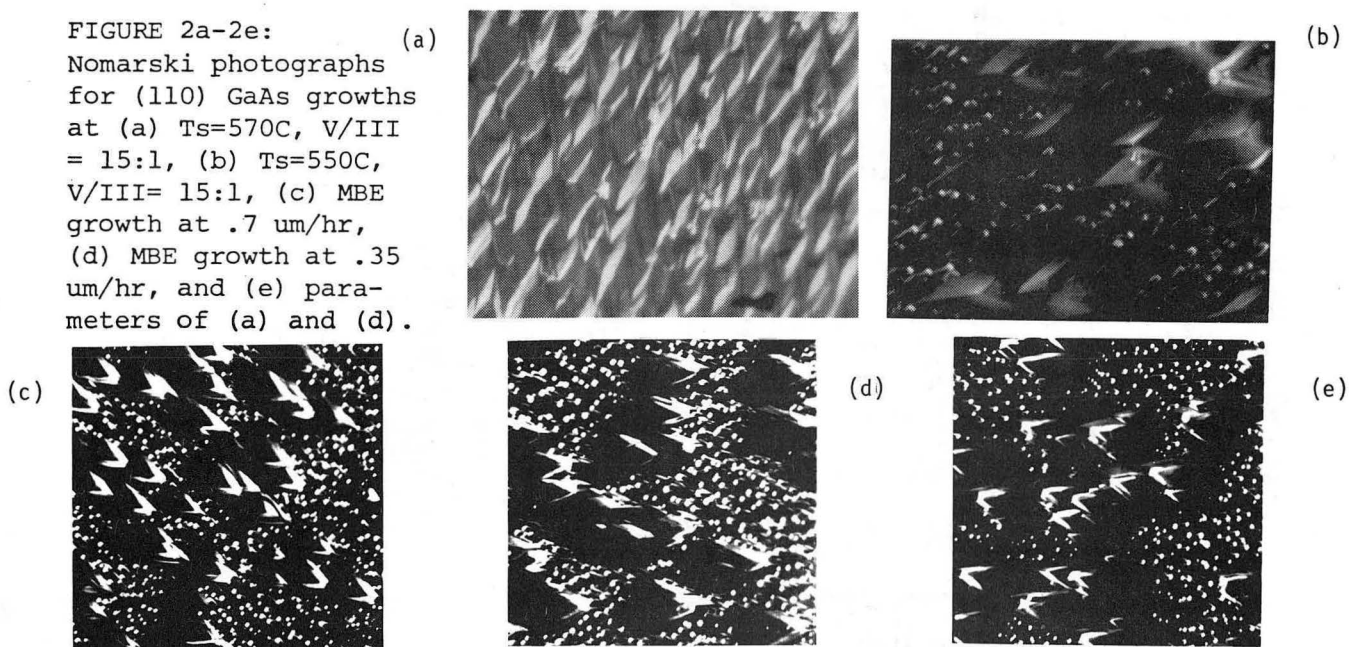 FIGURE 2a-2e:
Nomarski photographs
for (110) GaAs growths
at (a) Ts=570C, V/III
= 15:1, (b) Ts=550C,
V/III= 15:1, (c) MBE
growth at .7 um/hr,
(d) MBE growth at .35
um/hr, and (e) para-
meters of (a) and (d).
(a)
(b)
(c)
(d)
(e)